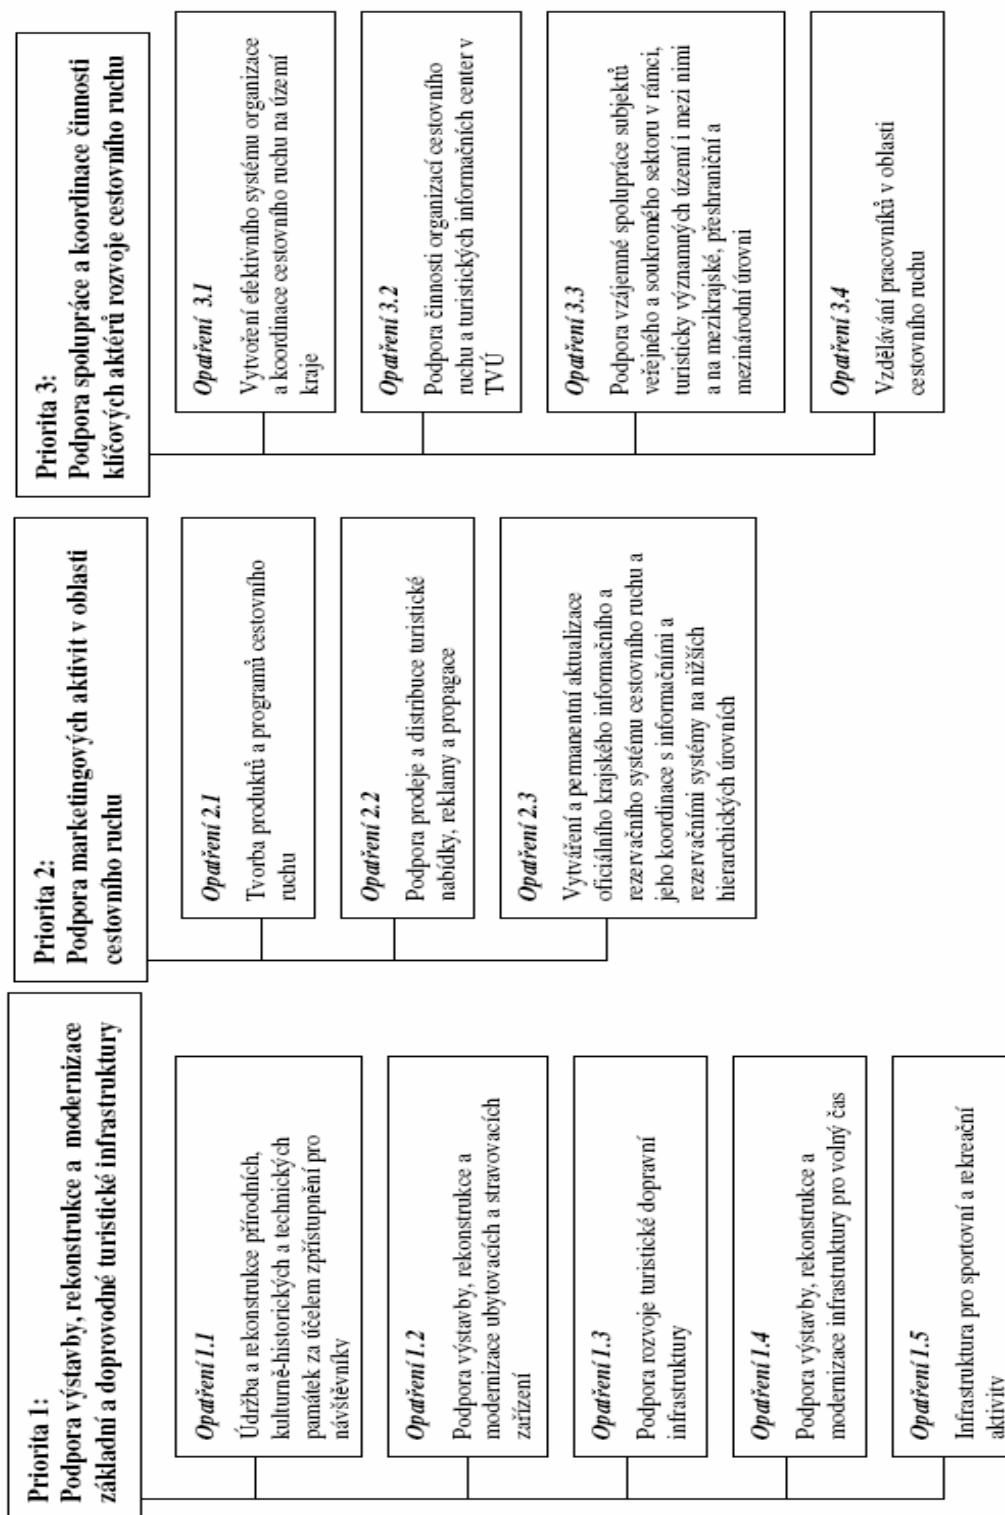 Priorita 1:
Podpora výstavby, rekonstrukce a modernizace
základní a doprovodné turistické infrastruktury
Opatření 1.1
Údržba a rekonstrukce přírodních,
kulturně-historických a technických
památek za účelem zpřístupnění pro
návštěvníky
Opatření 1.2
Podpora výstavby, rekonstrukce a
modernizace ubytovacích a stravovacích
zařízení
Opatření 1.3
Podpora rozvoje turistické dopravní
infrastruktury
Opatření 1.4
Podpora výstavby, rekonstrukce a
modernizace infrastruktury pro volný čas
Opatření 1.5
Infrastruktura pro sportovní a rekreační
aktivity
Priorita 2:
Podpora marketingových aktivit v oblasti
cestovního ruchu
Opatření 2.1
Tvorba produktů a programů cestovního
ruchu
Opatření 2.2
Podpora prodeje a distribuce turistické
nabídky, reklamy a propagace
Opatření 2.3
Vytváření a permanentní aktualizace
oficiálního krajského informačního a
rezervačního systému cestovního ruchu a
jeho koordinace s informačními a
rezervačními systémy na nižších
hierarchických úrovních
Priorita 3:
Podpora spolupráce a koordinace činnosti
klíčových aktérů rozvoje cestovního ruchu
Opatření 3.1
Vytvoření efektivního systému organizace
a koordinace cestovního ruchu na území
kraje
Opatření 3.2
Podpora činnosti organizací cestovního
ruchu a turistických informačních center v
TVÚ
Opatření 3.3
Podpora vzájemné spolupráce subjektů
veřejného a soukromého sektoru v rámci,
turisticky významných území i mezi nimi
a na mezikrajské, přeshraniční a
mezinárodní úrovni
Opatření 3.4
Vzdělávání pracovníků v oblasti
cestovního ruchu